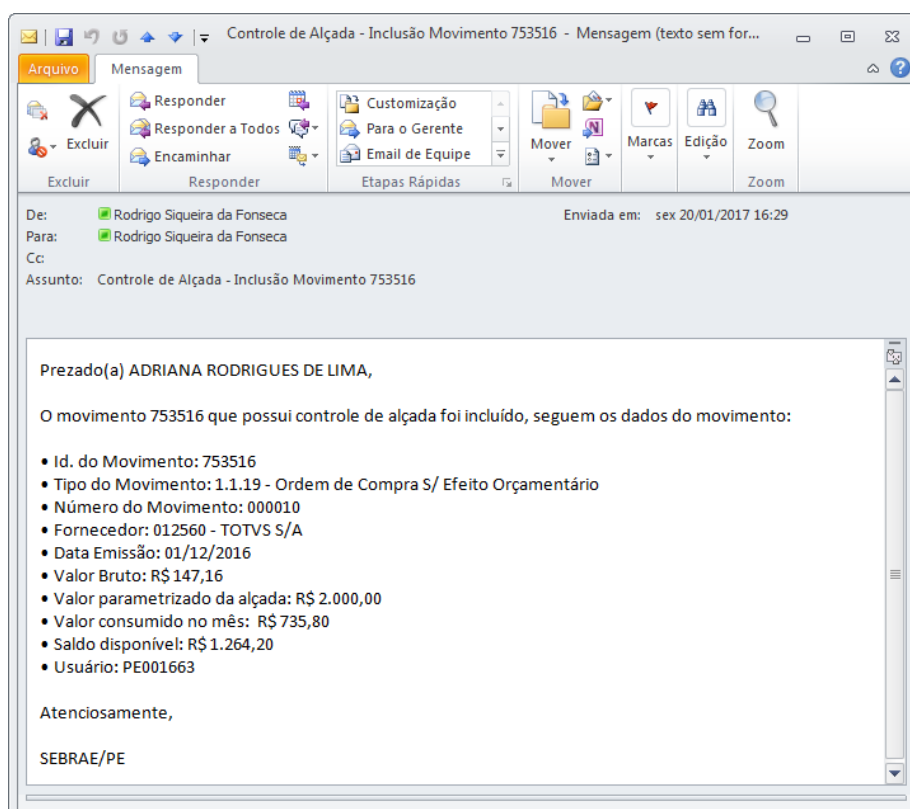 Controle de Alçada - Inclusão Movimento 753516 - Mensagem (texto sem for...
Arquivo
Mensagem
Excluir
Responder
Responder a Todos
Encaminhar
Customização
Para o Gerente
Email de Equipe
Mover
Marcas
Edição
Zoom
Excluir
Responder
Etapas Rápidas
Mover
Zoom
De: Rodrigo Siqueira da Fonseca
Enviada em: sex 20/01/2017 16:29
Para: Rodrigo Siqueira da Fonseca
Cc:
Assunto: Controle de Alçada - Inclusão Movimento 753516
Prezado(a) ADRIANA RODRIGUES DE LIMA,
O movimento 753516 que possui controle de alçada foi incluído, seguem os dados do movimento:
• Id. do Movimento: 753516
• Tipo do Movimento: 1.1.19 - Ordem de Compra S/ Efeito Orçamentário
• Número do Movimento: 000010
• Fornecedor: 012560 - TOTVS S/A
• Data Emissão: 01/12/2016
• Valor Bruto: R$ 147,16
• Valor parametrizado da alçada: R$ 2.000,00
• Valor consumido no mês: R$ 735,80
• Saldo disponível: R$ 1.264,20
• Usuário: PE001663
Atenciosamente,
SEBRAE/PE